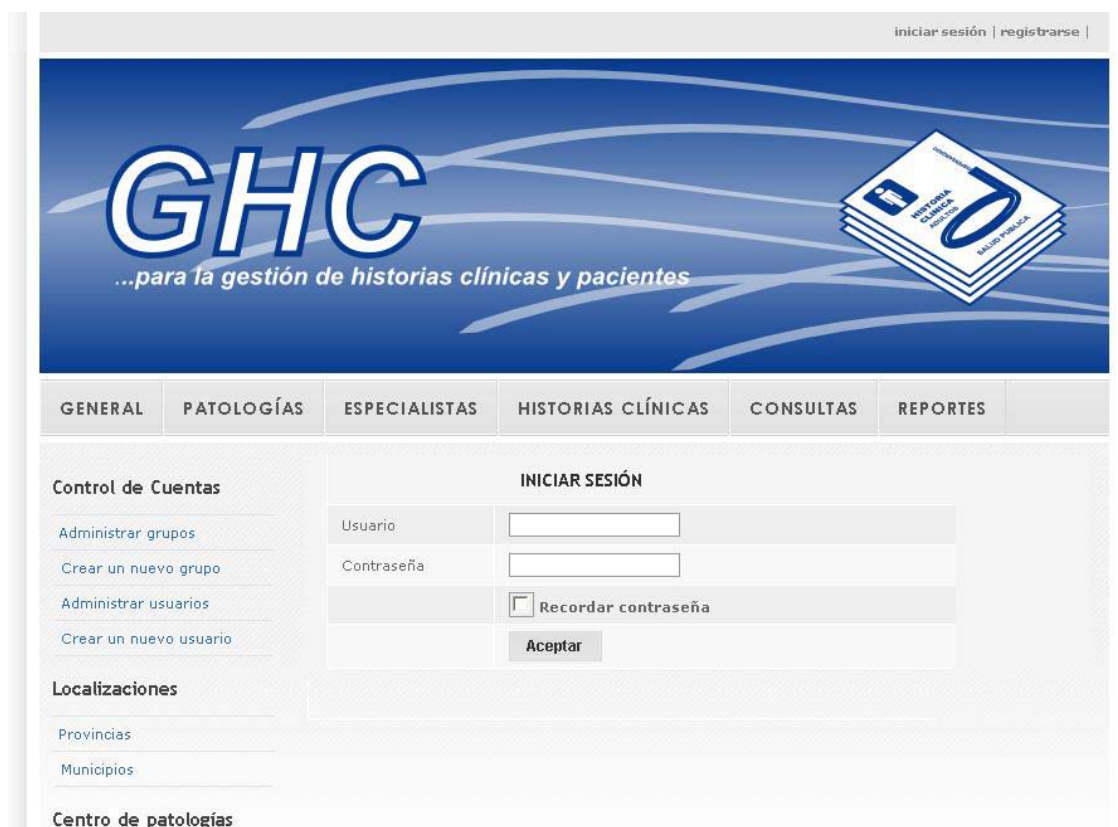 iniciar sesión | registrarse |
GHC
...para la gestión de historias clínicas y pacientes
HISTORIA
CLÍNICA
ADULTOS
SALUD PUBLICA
GENERAL PATOLOGÍAS ESPECIALISTAS HISTORIAS CLÍNICAS CONSULTAS REPORTES
Control de Cuentas
Administrar grupos
Crear un nuevo grupo
Administrar usuarios
Crear un nuevo usuario
Localizaciones
Provincias
Municipios
Centro de patologías
INICIAR SESIÓN
Usuario
Contraseña
Recordar contraseña
Aceptar